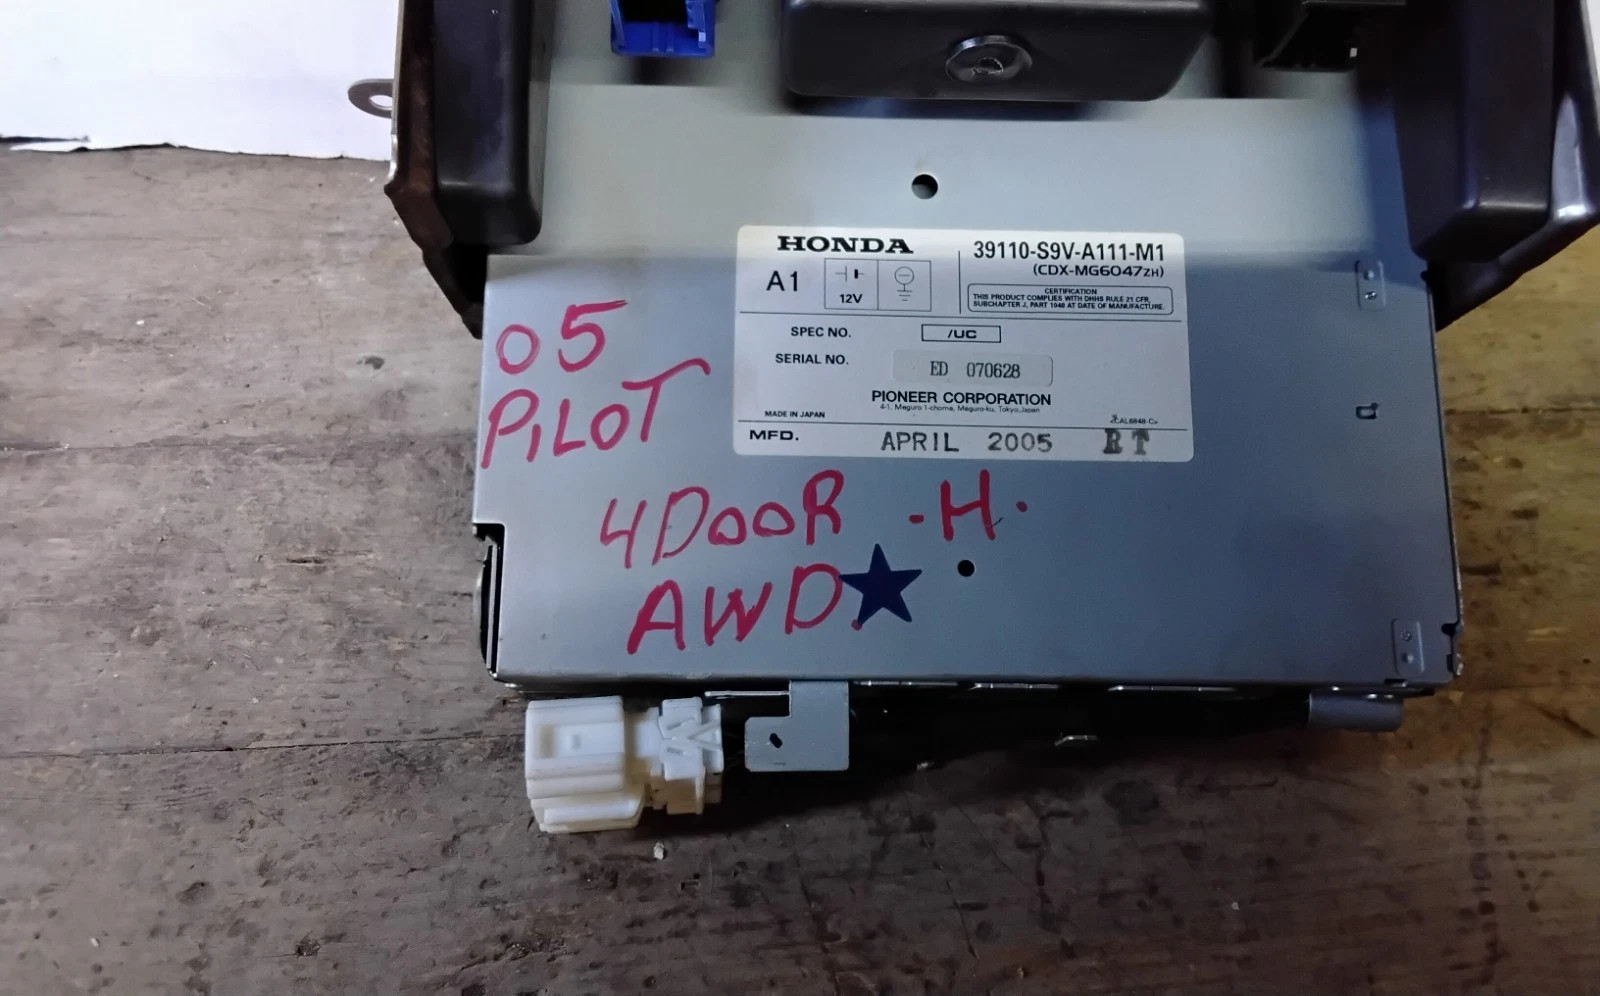 HONDA
39110-S9V-A111-M1
(CDX-MG6047ZH)
A1
12V
CERTIFICATION
THIS PRODUCT COMPLIES WITH DHHS RULE 21 CFR,
SUBCHAPTER J, PART 1040 AT DATE OF MANUFACTURE.
SPEC NO. /UC
SERIAL NO. ED 070628
PIONEER CORPORATION
4-1, Meguro 1-chome, Meguro-ku, Tokyo, Japan
MADE IN JAPAN
MFD. APRIL 2005 RT
05
PILOT
4DOOR -H.
AWD.